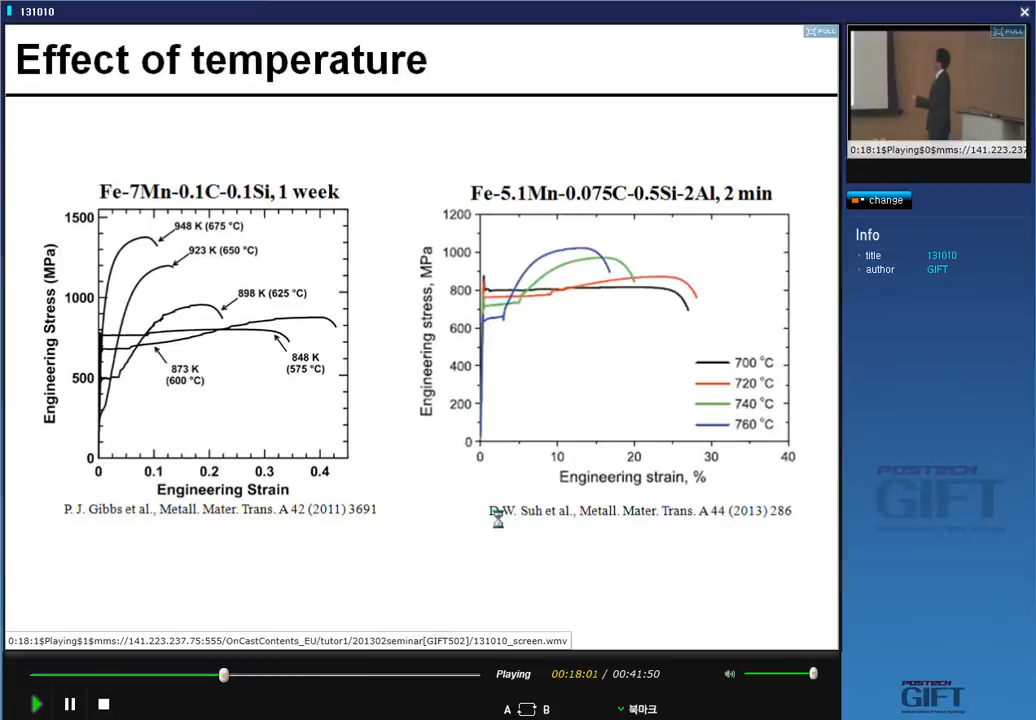 131010
Effect of temperature
FULL
FULL
0:18:1$Playing$0$mms://141.223.237
change
Info
title 131010
author GIFT
Fe-7Mn-0.1C-0.1Si, 1 week
1500
1000
500
0
Engineering Stress (MPa)
948 K (675 °C)
923 K (650 °C)
898 K (625 °C)
848 K
(575 °C)
873 K
(600 °C)
0 0.1 0.2 0.3 0.4
Engineering Strain
P. J. Gibbs et al., Metall. Mater. Trans. A 42 (2011) 3691
Fe-5.1Mn-0.075C-0.5Si-2Al, 2 min
1200
1000
800
600
400
200
0
Engineering stress, MPa
700 °C
720 °C
740 °C
760 °C
0 10 20 30 40
Engineering strain, %
D. W. Suh et al., Metall. Mater. Trans. A 44 (2013) 286
POSTECH
GIFT
0:18:1$Playing$1$mms://141.223.237.75:555/OnCastContents_EU/tutor1/201302seminar[GIFT502]/131010_screen.wmv
Playing 00:18:01 / 00:41:50
A B
북마크
POSTECH
GIFT